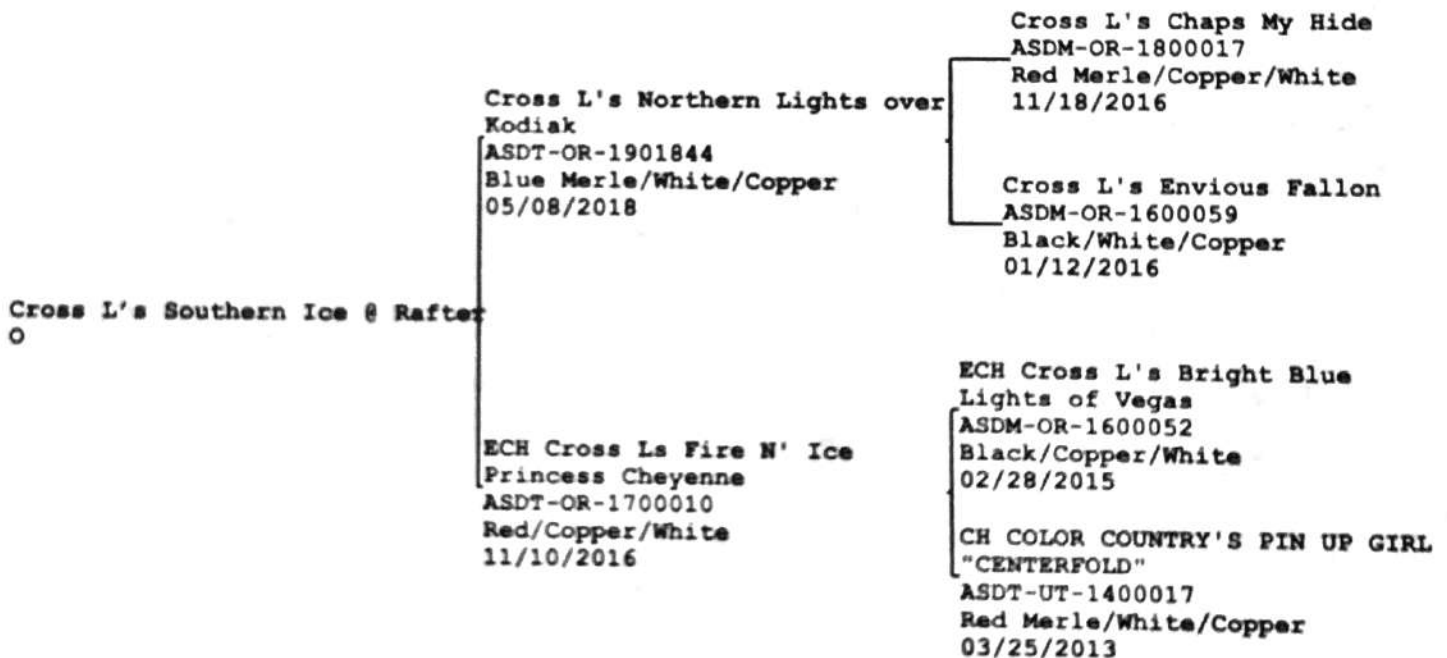 Cross L's Chaps My Hide
ASDM-OR-1800017
Red Merle/Copper/White
11/18/2016
Cross L's Northern Lights over
Kodiak
ASDT-OR-1901844
Blue Merle/White/Copper
05/08/2018
Cross L's Envious Fallon
ASDM-OR-1600059
Black/White/Copper
01/12/2016
Cross L's Southern Ice @ Rafter
O
ECH Cross L's Bright Blue
Lights of Vegas
ASDM-OR-1600052
Black/Copper/White
02/28/2015
ECH Cross Ls Fire N' Ice
Princess Cheyenne
ASDT-OR-1700010
Red/Copper/White
11/10/2016
CH COLOR COUNTRY'S PIN UP GIRL
"CENTERFOLD"
ASDT-UT-1400017
Red Merle/White/Copper
03/25/2013